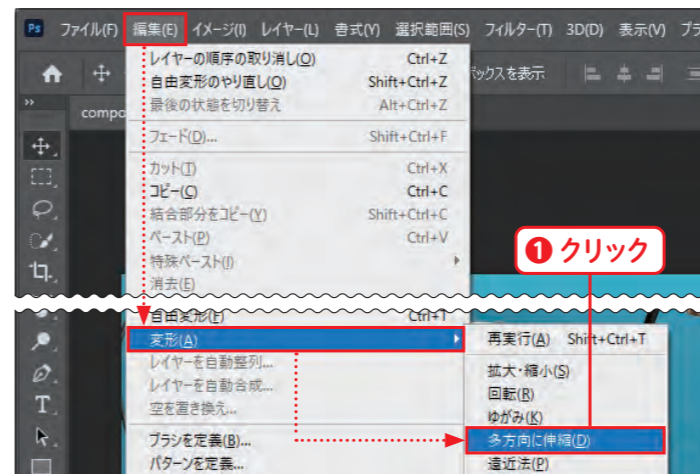 Ps ファイル(F) 編集(E) イメージ(I) レイヤー(L) 書式(Y) 選択範囲(S) フィルター(T) 3D(D) 表示(V) プラ
レイヤーの順序の取り消し(O) Ctrl+Z
自由変形のやり直し(O) Shift+Ctrl+Z
最後の状態を切り替え Alt+Ctrl+Z
ボックスを表示
compo
フェード(D)... Shift+Ctrl+F
カット(T) Ctrl+X
コピー(C) Ctrl+C
結合部分をコピー(Y) Shift+Ctrl+C
ペースト(P) Ctrl+V
特殊ペースト(I)
消去(E)
❶ クリック
自由変形(F) Ctrl+T
変形(A)
レイヤーを自動整列...
レイヤーを自動合成...
空を置き換え...
ブラシを定義(B)...
パターンを定義...
再実行(A) Shift+Ctrl+T
拡大・縮小(S)
回転(R)
ゆがみ(K)
多方向に伸縮(D)
遠近法(P)